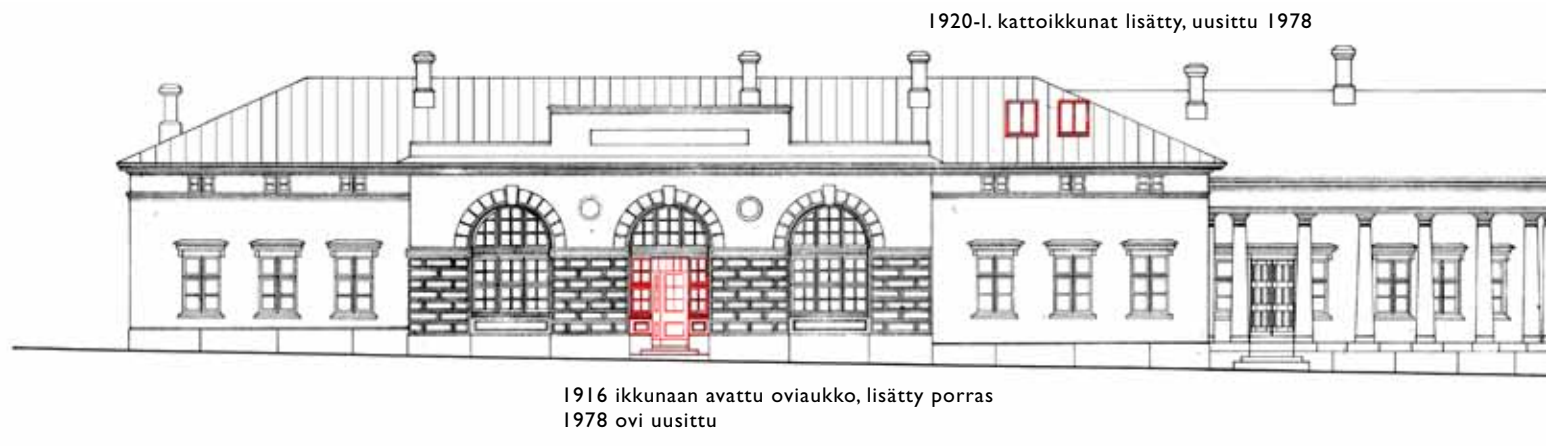 1920-l. kattoikkunat lisätty, uusittu 1978
1916 ikkunaan avattu oviaukko, lisätty porras
1978 ovi uusittu